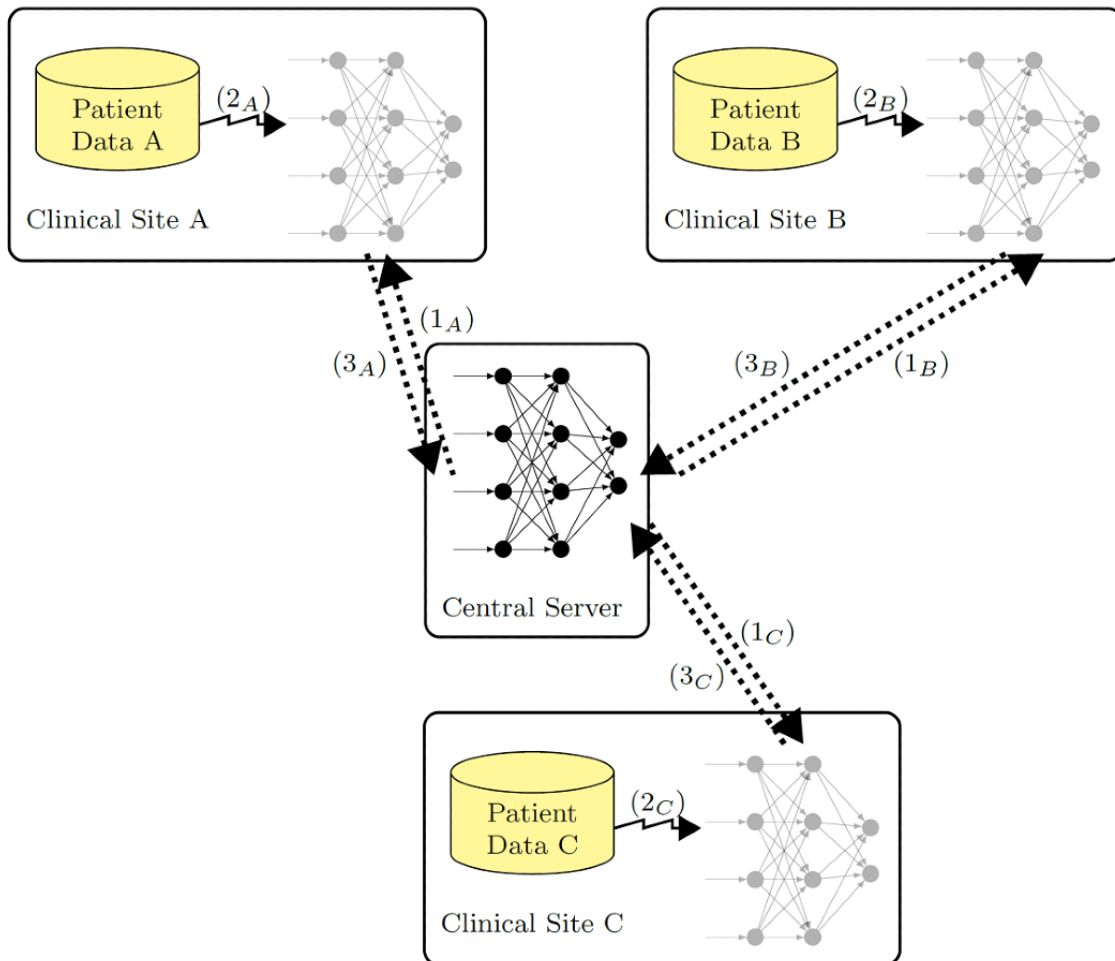 Patient
Data A
(2_A)
Clinical Site A
Patient
Data B
(2_B)
Clinical Site B
(1_A)
(3_A)
(3_B)
(1_B)
Central Server
(1_C)
(3_C)
Patient
Data C
(2_C)
Clinical Site C